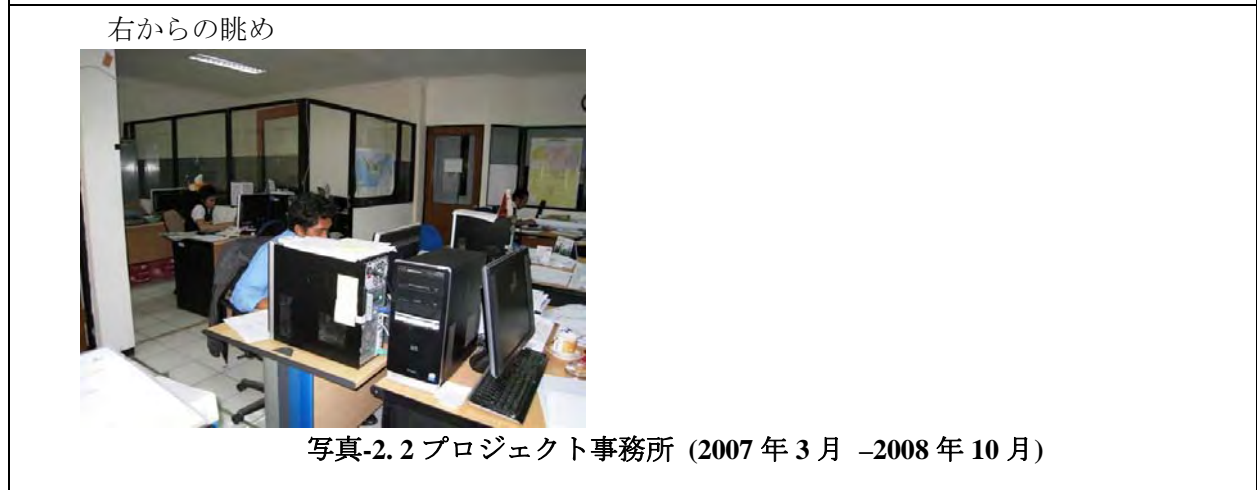 右からの眺め
写真-2. 2 プロジェクト事務所 (2007 年 3 月 –2008 年 10 月)